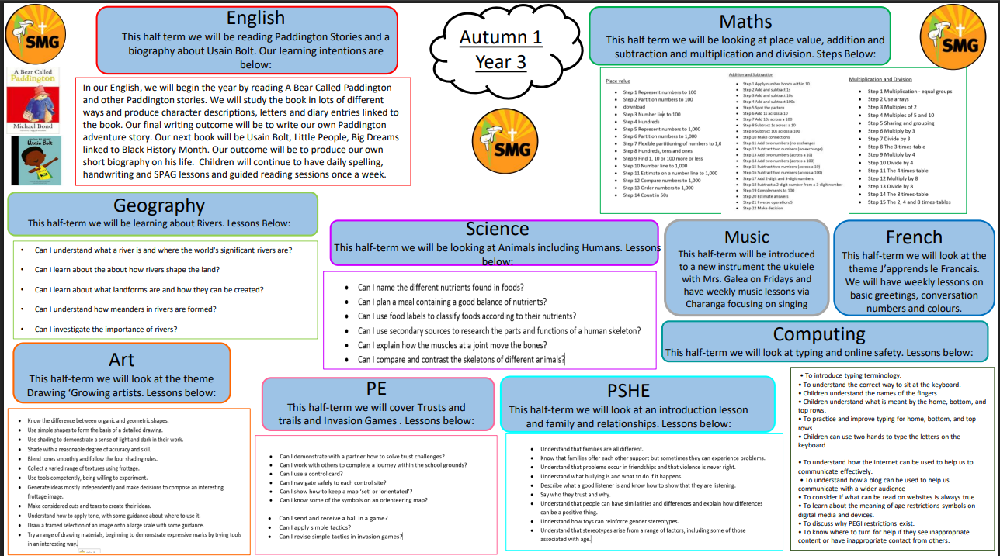 SMG
English
This half term we will be reading Paddington Stories and a
biography about Usain Bolt. Our learning intentions are
below:
A Bear Called
Paddington
Michael Bond
Usain Bolt
In our English, we will begin the year by reading A Bear Called Paddington
and other Paddington stories. We will study the book in lots of different
ways and produce character descriptions, letters and diary entries linked to
the book. Our final writing outcome will be to write our own Paddington
adventure story. Our next book will be Usain Bolt, Little People, Big Dreams
linked to Black History Month. Our outcome will be to produce our own
short biography on his life. Children will continue to have daily spelling,
handwriting and SPAG lessons and guided reading sessions once a week.
Autumn 1
Year 3
SMG
Maths
This half term we will be looking at place value, addition and
subtraction and multiplication and division. Steps Below:
SMG
Place value
• Step 1 Represent numbers to 100
• Step 2 Partition numbers to 100
• download
• Step 3 Number line to 100
• Step 4 Hundreds
• Step 5 Represent numbers to 1,000
• Step 6 Partition numbers to 1,000
• Step 7 Flexible partitioning of numbers to 1,0
• Step 8 Hundreds, tens and ones
• Step 9 Find 1, 10 or 100 more or less
• Step 10 Number line to 1,000
• Step 11 Estimate on a number line to 1,000
• Step 12 Compare numbers to 1,000
• Step 13 Order numbers to 1,000
• Step 14 Count in 50s
Addition and Subtraction
• Step 1 Apply number bonds within 10
• Step 2 Add and subtract 1s
• Step 3 Add and subtract 10s
• Step 4 Add and subtract 100s
• Step 5 Spot the pattern
• Step 6 Add 1s across a 10
• Step 7 Add 10s across a 100
• Step 8 Subtract 1s across a 10
• Step 9 Subtract 10s across a 100
• Step 10 Make connections
• Step 11 Add two numbers (no exchange)
• Step 12 Subtract two numbers (no exchange)
• Step 13 Add two numbers (across a 10)
• Step 14 Add two numbers (across a 100)
• Step 15 Subtract two numbers (across a 10)
• Step 16 Subtract two numbers (across a 100)
• Step 17 Add 2-digit and 3-digit numbers
• Step 18 Subtract a 2-digit number from a 3-digit number
• Step 19 Complements to 100
• Step 20 Estimate answers
• Step 21 Inverse operationsS
• Step 22 Make decision
Multiplication and Division
• Step 1 Multiplication - equal groups
• Step 2 Use arrays
• Step 3 Multiples of 2
• Step 4 Multiples of 5 and 10
• Step 5 Sharing and grouping
• Step 6 Multiply by 3
• Step 7 Divide by 3
• Step 8 The 3 times-table
• Step 9 Multiply by 4
• Step 10 Divide by 4
• Step 11 The 4 times-table
• Step 12 Multiply by 8
• Step 13 Divide by 8
• Step 14 The 8 times-table
• Step 15 The 2, 4 and 8 times-tables
Geography
This half-term we will be learning about Rivers. Lessons Below:
• Can I understand what a river is and where the world's significant rivers are?
• Can I learn about the about how rivers shape the land?
• Can I learn about what landforms are and how they can be created?
• Can I understand how meanders in rivers are formed?
• Can I investigate the importance of rivers?
Science
This half-term we will be looking at Animals including Humans. Lessons
below:
• Can I name the different nutrients found in foods?
• Can I plan a meal containing a good balance of nutrients?
• Can I use food labels to classify foods according to their nutrients?
• Can I use secondary sources to research the parts and functions of a human skeleton?
• Can I explain how the muscles at a joint move the bones?
• Can I compare and contrast the skeletons of different animals?
Music
This half-term will be introduced
to a new instrument the ukulele
with Mrs. Galea on Fridays and
have weekly music lessons via
Charanga focusing on singing
French
This half-term we will look at the
theme J'apprends le Francais.
We will have weekly lessons on
basic greetings, conversation
numbers and colours.
Computing
This half-term we will look at typing and online safety. Lessons below:
• To introduce typing terminology.
• To understand the correct way to sit at the keyboard.
• Children understand the names of the fingers.
• Children understand what is meant by the home, bottom, and
top rows.
• To practice and improve typing for home, bottom, and top
rows.
• Children can use two hands to type the letters on the
keyboard.
• To understand how the Internet can be used to help us to
communicate effectively.
• To understand how a blog can be used to help us
communicate with a wider audience
• To consider if what can be read on websites is always true.
• To learn about the meaning of age restrictions symbols on
digital media and devices.
• To discuss why PEGI restrictions exist.
• To know where to turn for help if they see inappropriate
content or have inappropriate contact from others.
Art
This half-term we will look at the theme
Drawing ‘Growing artists. Lessons below:
• Know the difference between organic and geometric shapes.
• Use simple shapes to form the basis of a detailed drawing.
• Use shading to demonstrate a sense of light and dark in their work.
• Shade with a reasonable degree of accuracy and skill.
• Blend tones smoothly and follow the four shading rules.
• Collect a varied range of textures using frottage.
• Use tools competently, being willing to experiment.
• Generate ideas mostly independently and make decisions to compose an interesting
frottage image.
• Make considered cuts and tears to create their ideas.
• Understand how to apply tone, with some guidance about where to use it.
• Draw a framed selection of an image onto a large scale with some guidance.
• Try a range of drawing materials, beginning to demonstrate expressive marks by trying tools
in an interesting way.
PE
This half-term we will cover Trusts and
trails and Invasion Games . Lessons below:
• Can I demonstrate with a partner how to solve trust challenges?
• Can I work with others to complete a journey within the school grounds?
• Can I use a control card?
• Can I navigate safely to each control site?
• Can I show how to keep a map ‘set’ or ‘orientated’?
• Can I know some of the symbols on an orienteering map?
• Can I send and receive a ball in a game?
• Can I apply simple tactics?
• Can I revise simple tactics in invasion games?
PSHE
This half-term we will look at an introduction lesson
and family and relationships. Lessons below:
• Understand that families are all different.
• Know that families offer each other support but sometimes they can experience problems.
• Understand that problems occur in friendships and that violence is never right.
• Understand what bullying is and what to do if it happens.
• Describe what a good listener is and know how to show that they are listening.
• Say who they trust and why.
• Understand that people can have similarities and differences and explain how differences
can be a positive thing.
• Understand how toys can reinforce gender stereotypes.
• Understand that stereotypes arise from a range of factors, including some of those
associated with age.